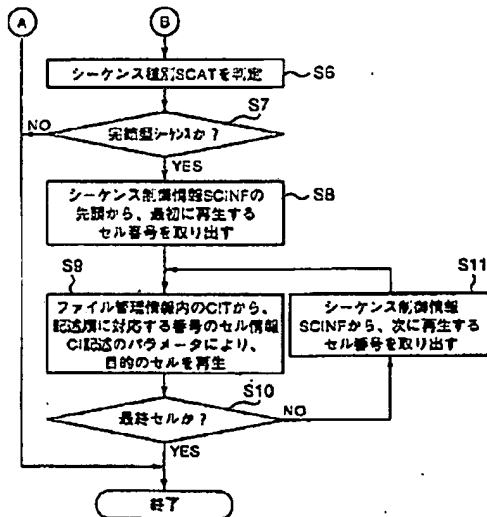 A
B
シーケンス種別SCATを判定
S6
S7
完結型シーケンスか?
NO
YES
シーケンス制御情報SCINFの
先頭から、最初に再生する
セル番号を取り出す
S8
S9
ファイル管理情報内のCITから、
記述順に対応する番号のセル情報
CI記述のパラメータにより、
目的のセルを再生
S11
シーケンス制御情報
SCINFから、次に再生する
セル番号を取り出す
S10
最終セルか?
NO
YES
終了